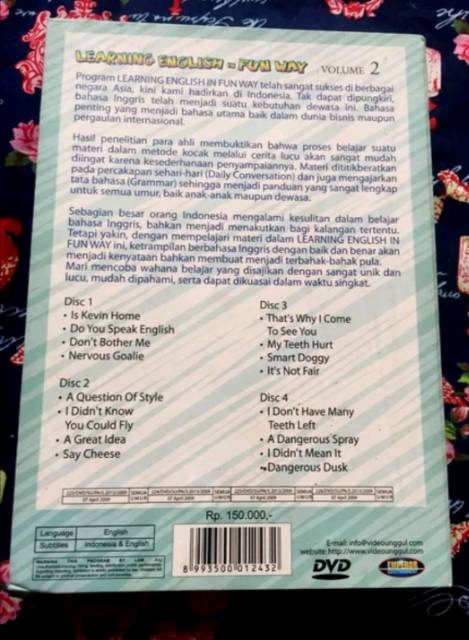 LEARNING ENGLISH in FUN WAY VOLUME 2
Program LEARNING ENGLISH IN FUN WAY telah sangat sukses di berbagai
negara Asia, kini kami hadirkan di Indonesia. Tak dapat dipungkiri,
bahasa Inggris telah menjadi suatu kebutuhan dewasa ini. Bahasa
penting yang menjadi bahasa utama baik dalam dunia bisnis maupun
pergaulan internasional.
Hasil penelitian para ahli membuktikan bahwa proses belajar suatu
materi dalam metode kocak melalui cerita lucu akan sangat mudah
diingat karena kesederhanaan penyampaiannya. Materi dititikberatkan
pada percakapan sehari-hari (Daily Conversation) dan juga mengajarkan
tata bahasa (Grammar) sehingga menjadi panduan yang sangat lengkap
untuk semua umur, baik anak-anak maupun dewasa.
Sebagian besar orang Indonesia mengalami kesulitan dalam belajar
bahasa Inggris, bahkan menjadi menakutkan bagi kalangan tertentu.
Tetapi yakin, dengan mempelajari materi dalam LEARNING ENGLISH IN
FUN WAY ini, ketrampilan berbahasa Inggris dengan baik dan benar akan
menjadi kenyataan bahkan membuat menjadi terbahak-bahak pula.
Mari mencoba wahana belajar yang disajikan dengan sangat unik dan
lucu, mudah dipahami, serta dapat dikuasai dalam waktu singkat.
Disc 1
• Is Kevin Home
• Do You Speak English
• Don't Bother Me
• Nervous Goalie
Disc 2
• A Question Of Style
• I Didn't Know
You Could Fly
• A Great Idea
• Say Cheese
Disc 3
• That's Why I Come
To See You
• My Teeth Hurt
• Smart Doggy
• It's Not Fair
Disc 4
• I Don't Have Many
Teeth Left
• A Dangerous Spray
• I Didn't Mean It
• Dangerous Dusk
SEMUA UMUR
07 April 2009
Rp. 150.000,-
Language English
Subtitles Indonesia & English
8 993500 012432
E-mail: info@videounggul.com
website: http://www.videounggul.com
DVD